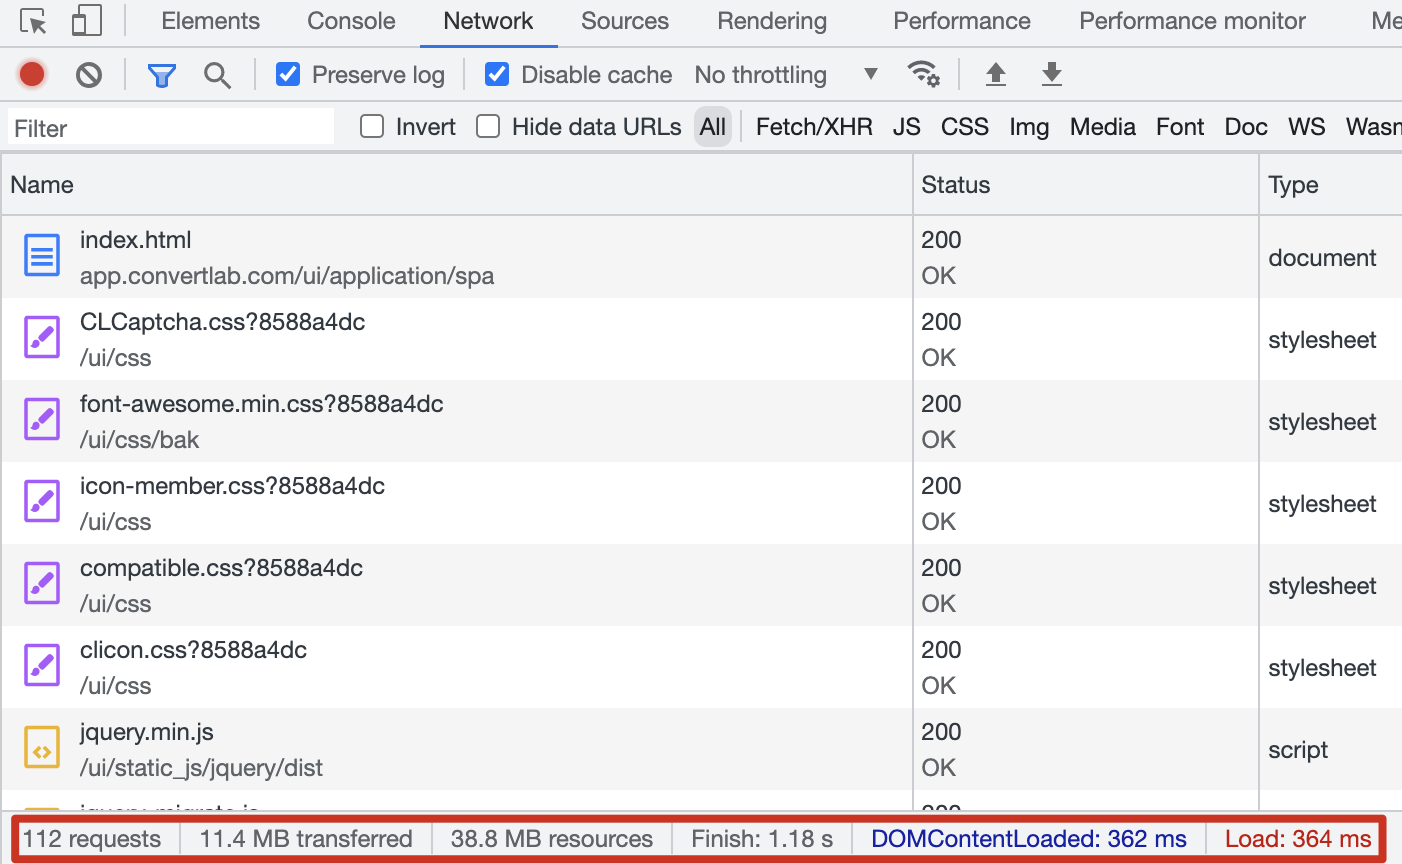 Elements Console Network Sources Rendering Performance Performance monitor Me
Preserve log Disable cache No throttling
Filter Invert Hide data URLs All Fetch/XHR JS CSS Img Media Font Doc WS Wasm
Name Status Type
index.html 200
app.convertlab.com/ui/application/spa OK document
CLCaptcha.css?8588a4dc 200
/ui/css OK stylesheet
font-awesome.min.css?8588a4dc 200
/ui/css/bak OK stylesheet
icon-member.css?8588a4dc 200
/ui/css OK stylesheet
compatible.css?8588a4dc 200
/ui/css OK stylesheet
clicon.css?8588a4dc 200
/ui/css OK stylesheet
jquery.min.js 200
/ui/static_js/jquery/dist OK script
jquery-migrate.js 200
112 requests 11.4 MB transferred 38.8 MB resources Finish: 1.18 s DOMContentLoaded: 362 ms Load: 364 ms